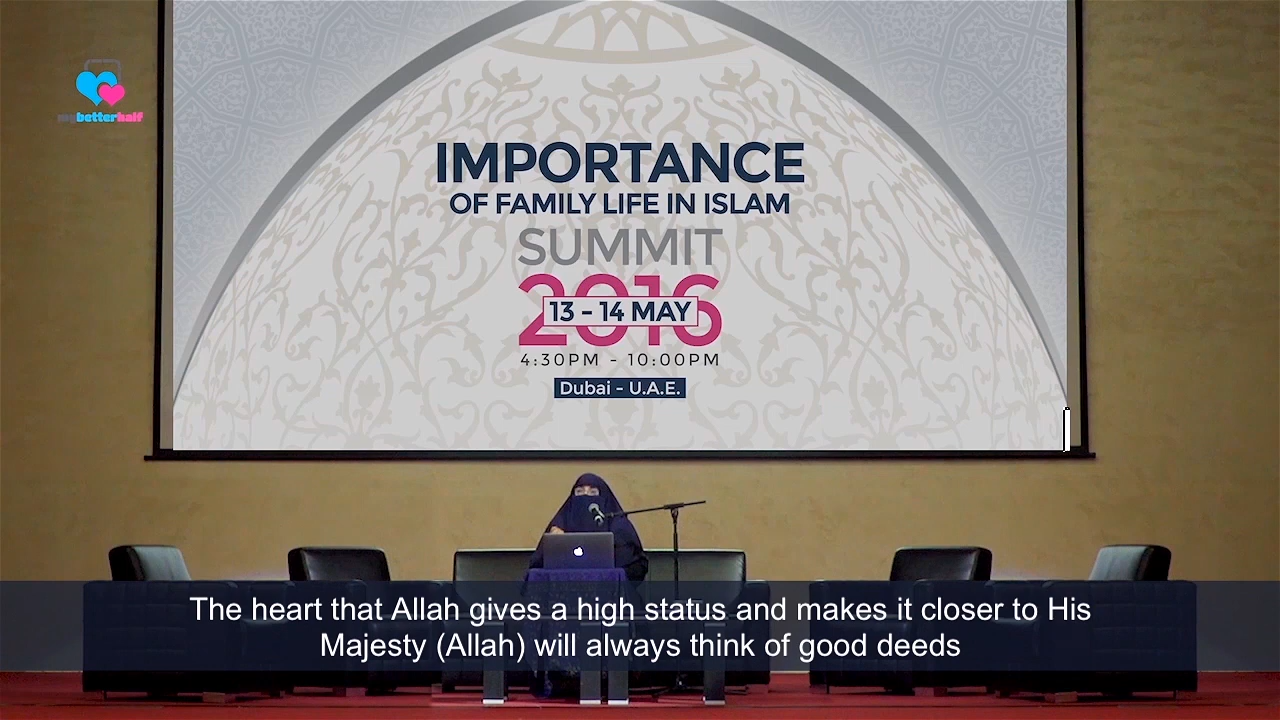 mybetterhalf
IMPORTANCE
OF FAMILY LIFE IN ISLAM
SUMMIT
2016
13 - 14 MAY
4:30PM - 10:00PM
Dubai - U.A.E.
The heart that Allah gives a high status and makes it closer to His
Majesty (Allah) will always think of good deeds